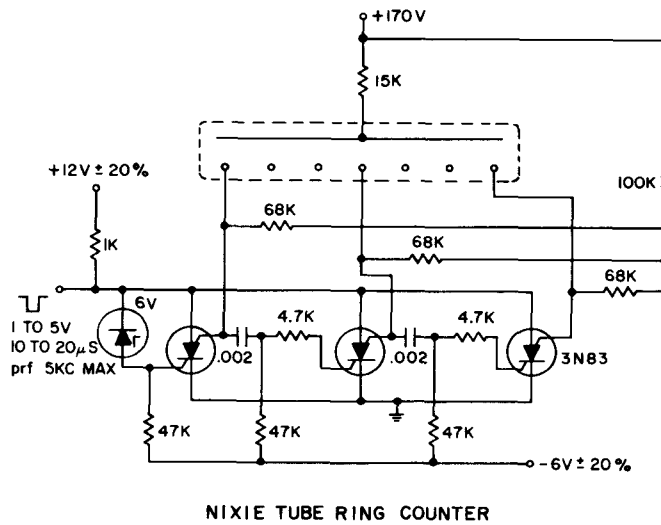 +170V
15K
+12V ± 20%
100K
68K
1K
68K
68K
6V
4.7K
4.7K
1 TO 5V
10 TO 20µS
prf 5KC MAX
.002
.002
3N83
47K
47K
47K
-6V ± 20%
NIXIE TUBE RING COUNTER